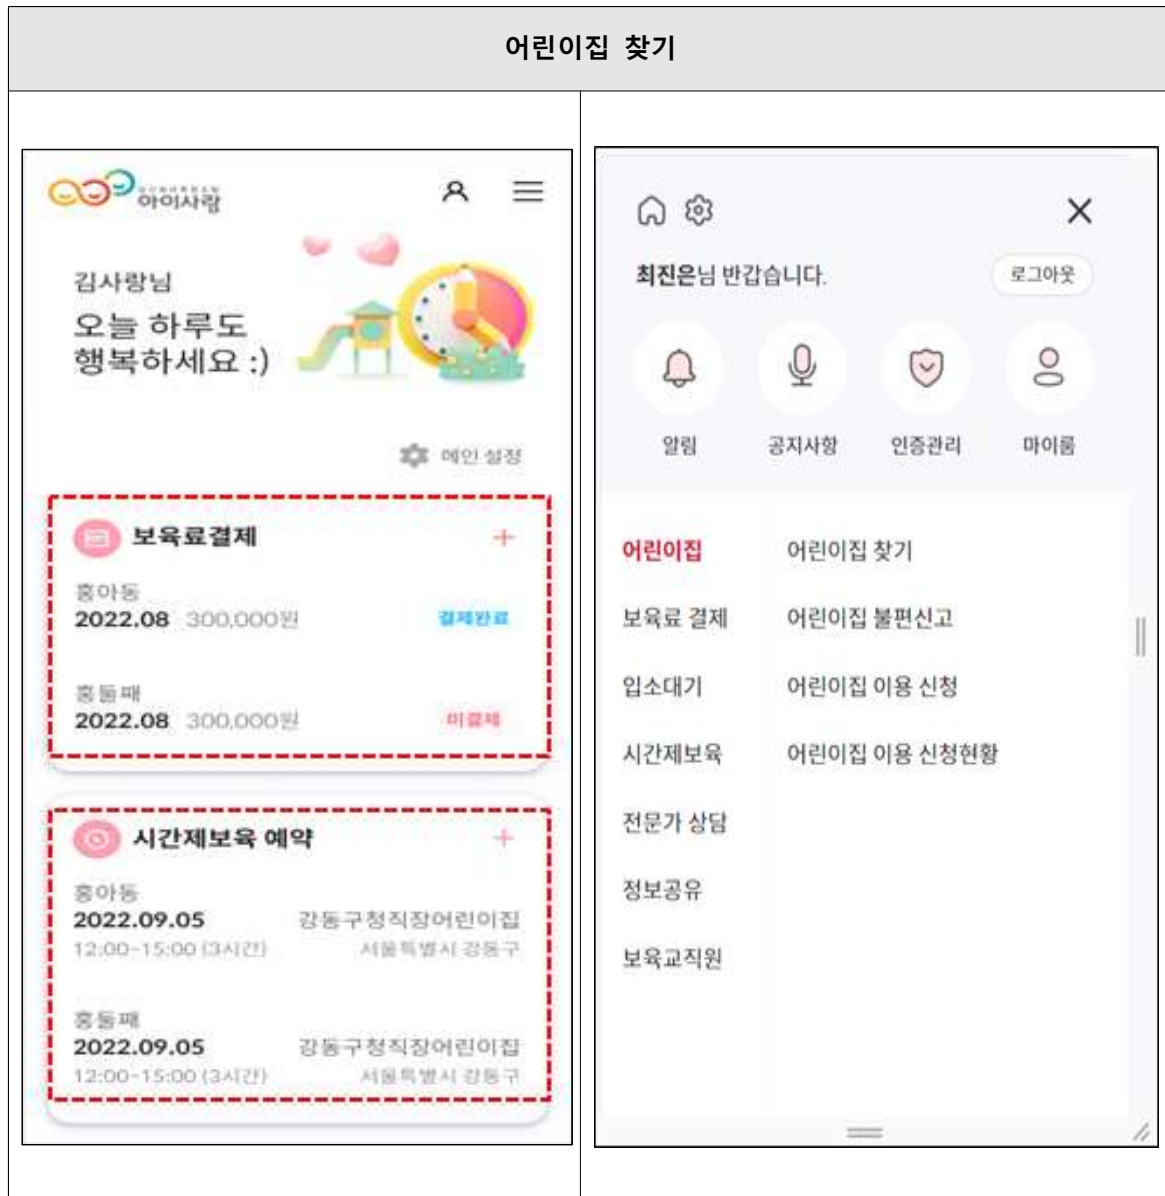 어린이집 찾기
아이사랑
김사랑님
오늘 하루도
행복하세요 :)
메인 설정
보육료결제 +
홍아동
2022.08 300,000원 결제완료
홍둘째
2022.08 300,000원 미결제
시간제보육 예약 +
홍아동
2022.09.05 강동구청직장어린이집
12:00~15:00 (3시간) 서울특별시 강동구
홍둘째
2022.09.05 강동구청직장어린이집
12:00~15:00 (3시간) 서울특별시 강동구
최진은님 반갑습니다. 로그아웃
알림 공지사항 인증관리 마이룸
어린이집 어린이집 찾기
보육료 결제 어린이집 불편신고
입소대기 어린이집 이용 신청
시간제보육 어린이집 이용 신청현황
전문가 상담
정보공유
보육교직원